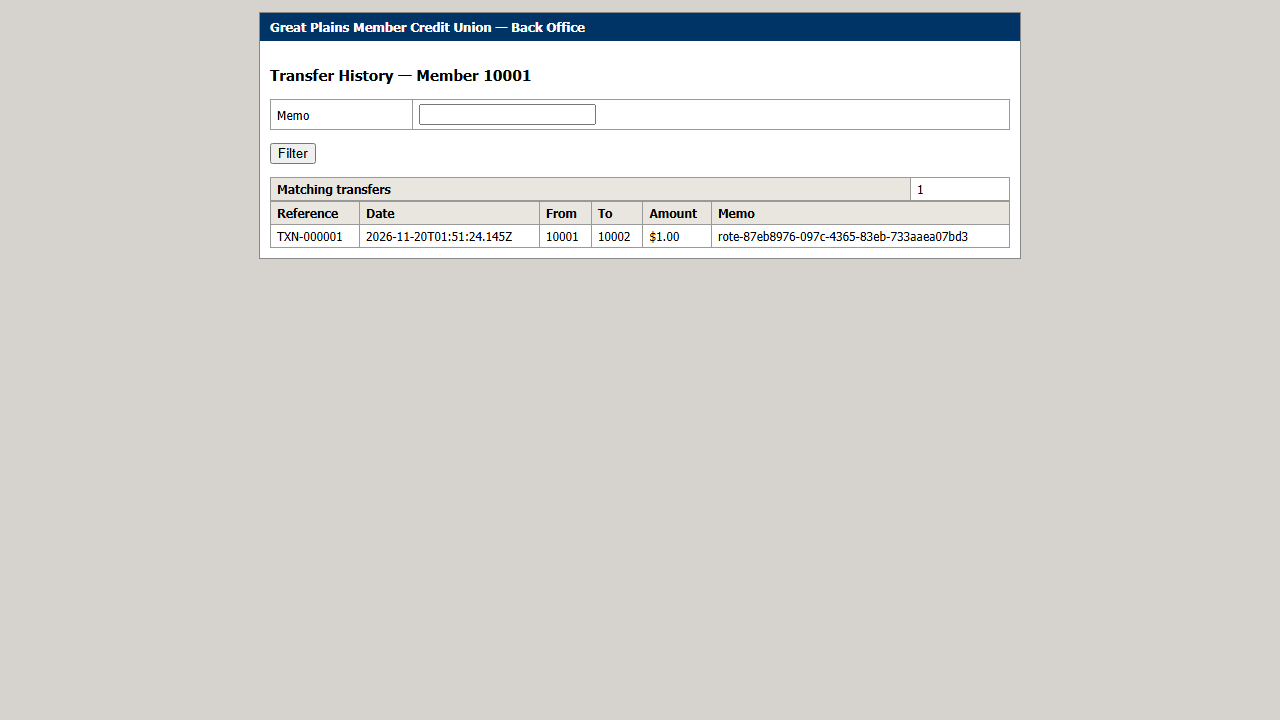 Great Plains Member Credit Union — Back Office
Transfer History — Member 10001
Memo
Filter
Matching transfers 1
Reference Date From To Amount Memo
TXN-000001 2026-11-20T01:51:24.145Z 10001 10002 $1.00 rote-87eb8976-097c-4365-83eb-733aaea07bd3